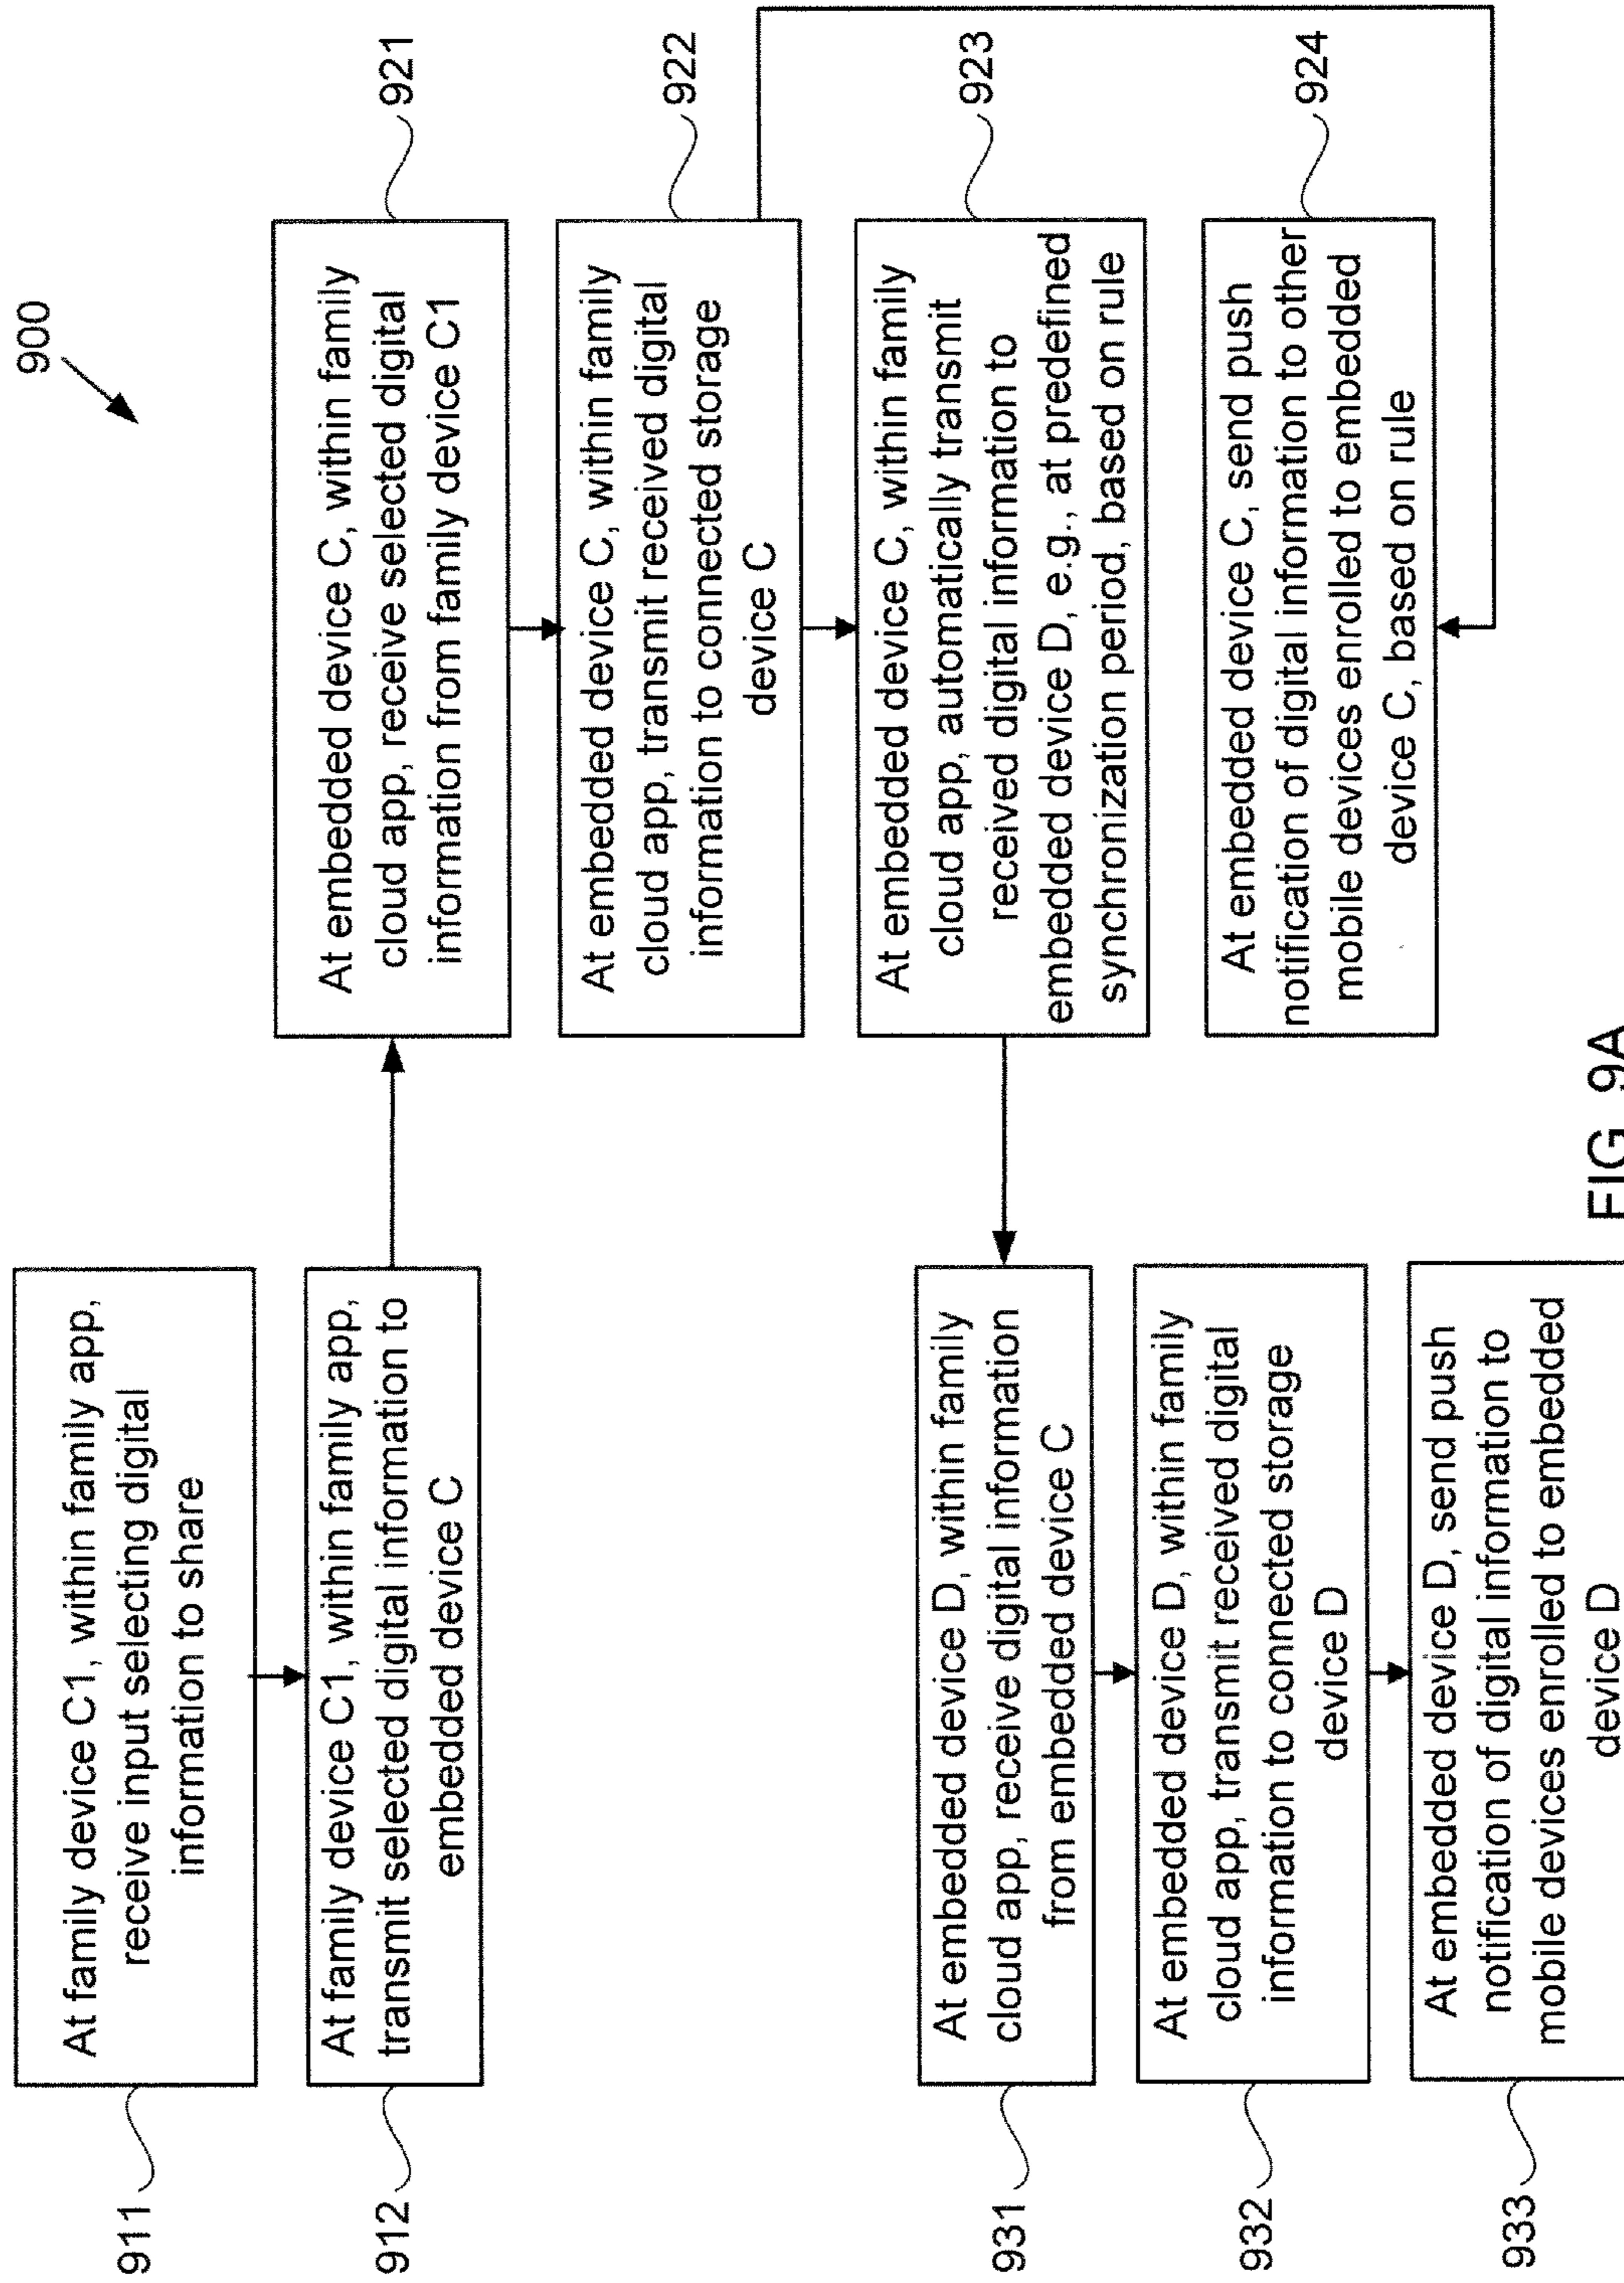 900
911
At family device C1, within family app,
receive input selecting digital
information to share
912
At family device C1, within family app,
transmit selected digital information to
embedded device C
921
At embedded device C, within family
cloud app, receive selected digital
information from family device C1
922
At embedded device C, within family
cloud app, transmit received digital
information to connected storage
device C
923
At embedded device C, within family
cloud app, automatically transmit
received digital information to
embedded device D, e.g., at predefined
synchronization period, based on rule
924
At embedded device C, send push
notification of digital information to other
mobile devices enrolled to embedded
device C, based on rule
931
At embedded device D, within family
cloud app, receive digital information
from embedded device C
932
At embedded device D, within family
cloud app, transmit received digital
information to connected storage
device D
933
At embedded device D, send push
notification of digital information to
mobile devices enrolled to embedded
device D
FIG. 9A